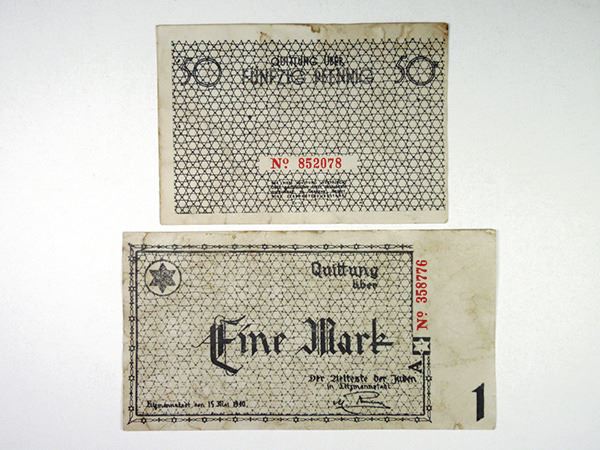 50 QUITTUNG ÜBER 50
FÜNFZIG PFENNIG
Nº 852078
Quittung
über
Eine Mark
Der Aelteste der Juden
in Litzmannstadt
Litzmannstadt, den 15. Mai 1940.
Nº 358776
A
1